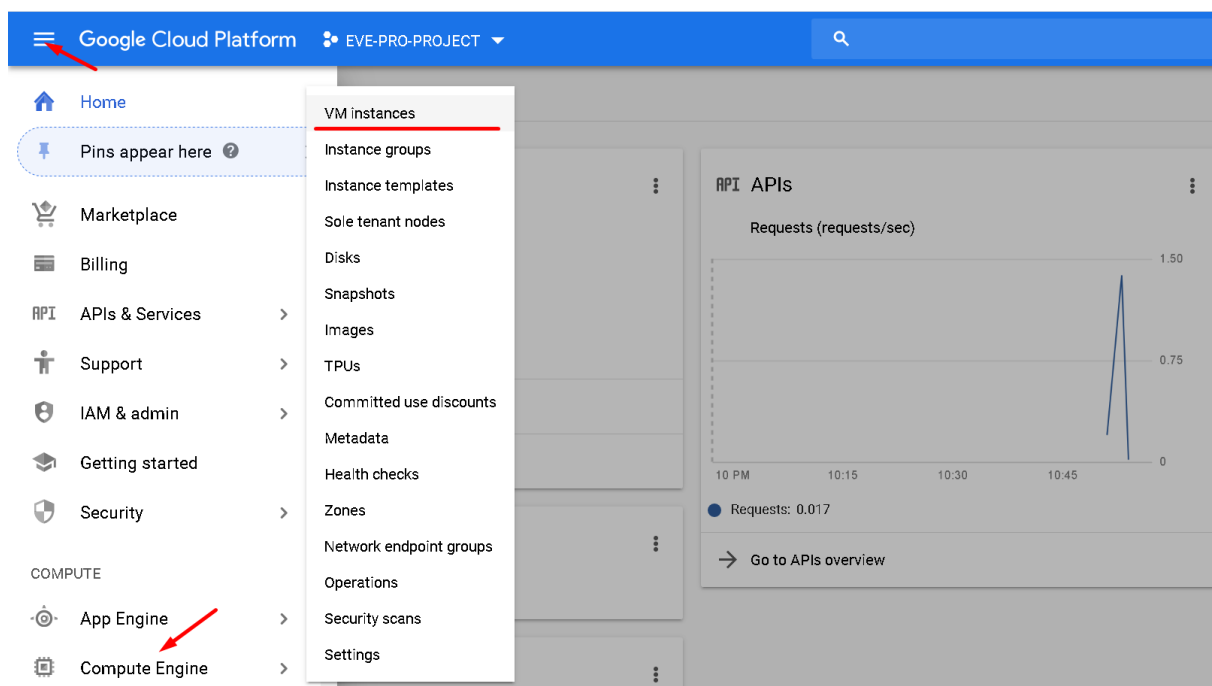 Google Cloud Platform
EVE-PRO-PROJECT
Home
Pins appear here
Marketplace
Billing
API APIs & Services
Support
IAM & admin
Getting started
Security
COMPUTE
App Engine
Compute Engine
VM instances
Instance groups
Instance templates
Sole tenant nodes
Disks
Snapshots
Images
TPUs
Committed use discounts
Metadata
Health checks
Zones
Network endpoint groups
Operations
Security scans
Settings
API APIs
Requests (requests/sec)
1.50
0.75
0
10 PM 10:15 10:30 10:45
Requests: 0.017
Go to APIs overview